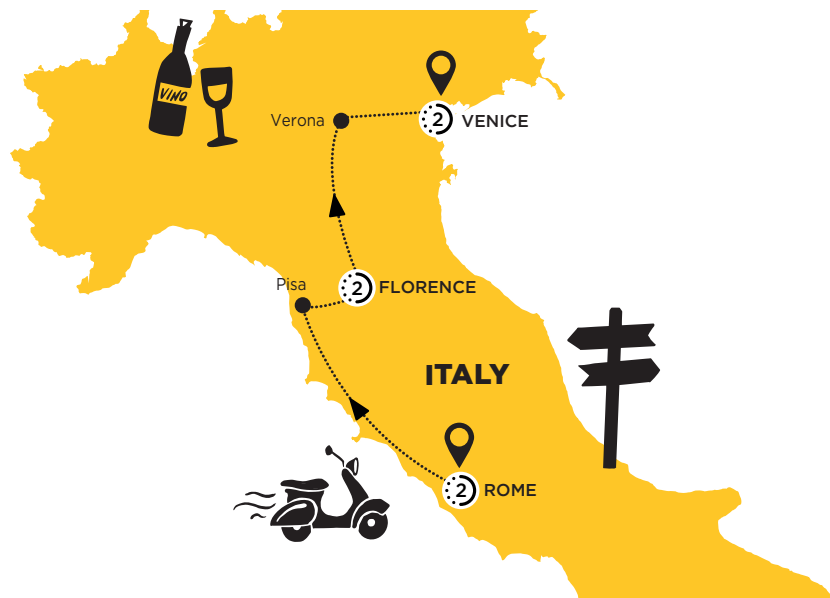 VINO
Verona
2 VENICE
Pisa
2 FLORENCE
ITALY
2 ROME